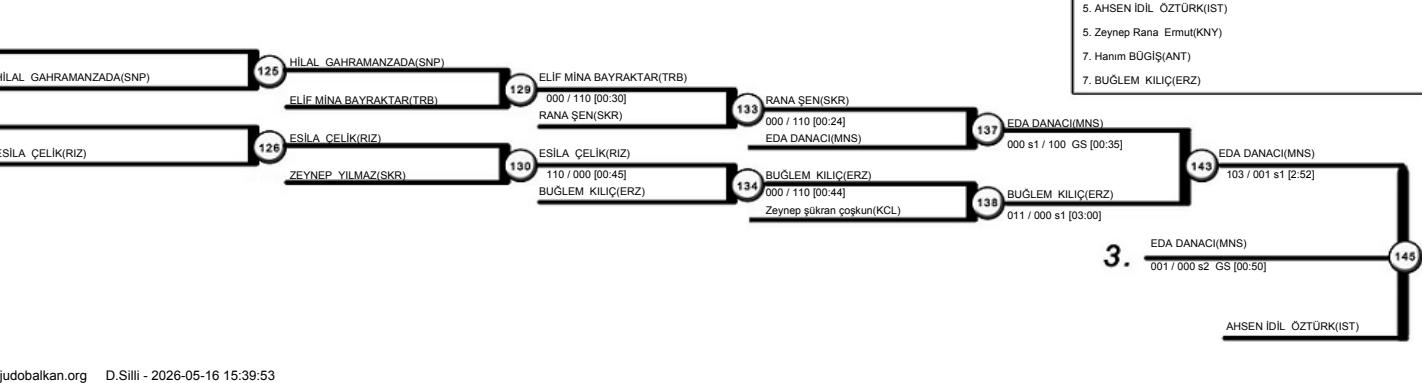 5. AHSEN İDİL ÖZTÜRK(IST)
5. Zeynep Rana Ermut(KNY)
7. Hanım BÜGİŞ(ANT)
7. BUĞLEM KILIÇ(ERZ)
HİLAL GAHRAMANZADA(SNP)
125
HİLAL GAHRAMANZADA(SNP)
ELİF MİNA BAYRAKTAR(TRB)
129
ELİF MİNA BAYRAKTAR(TRB)
000 / 110 [00:30]
RANA ŞEN(SKR)
133
RANA ŞEN(SKR)
000 / 110 [00:24]
EDA DANACI(MNS)
137
EDA DANACI(MNS)
000 s1 / 100 GS [00:35]
ESİLA ÇELİK(RIZ)
126
ESİLA ÇELİK(RIZ)
ZEYNEP YILMAZ(SKR)
130
ESİLA ÇELİK(RIZ)
110 / 000 [00:45]
BUĞLEM KILIÇ(ERZ)
134
BUĞLEM KILIÇ(ERZ)
000 / 110 [00:44]
Zeynep şükran çoşkun(KCL)
138
BUĞLEM KILIÇ(ERZ)
011 / 000 s1 [03:00]
143
EDA DANACI(MNS)
103 / 001 s1 [2:52]
3.
EDA DANACI(MNS)
001 / 000 s2 GS [00:50]
145
AHSEN İDİL ÖZTÜRK(IST)
judobalkan.org D.Silli - 2026-05-16 15:39:53